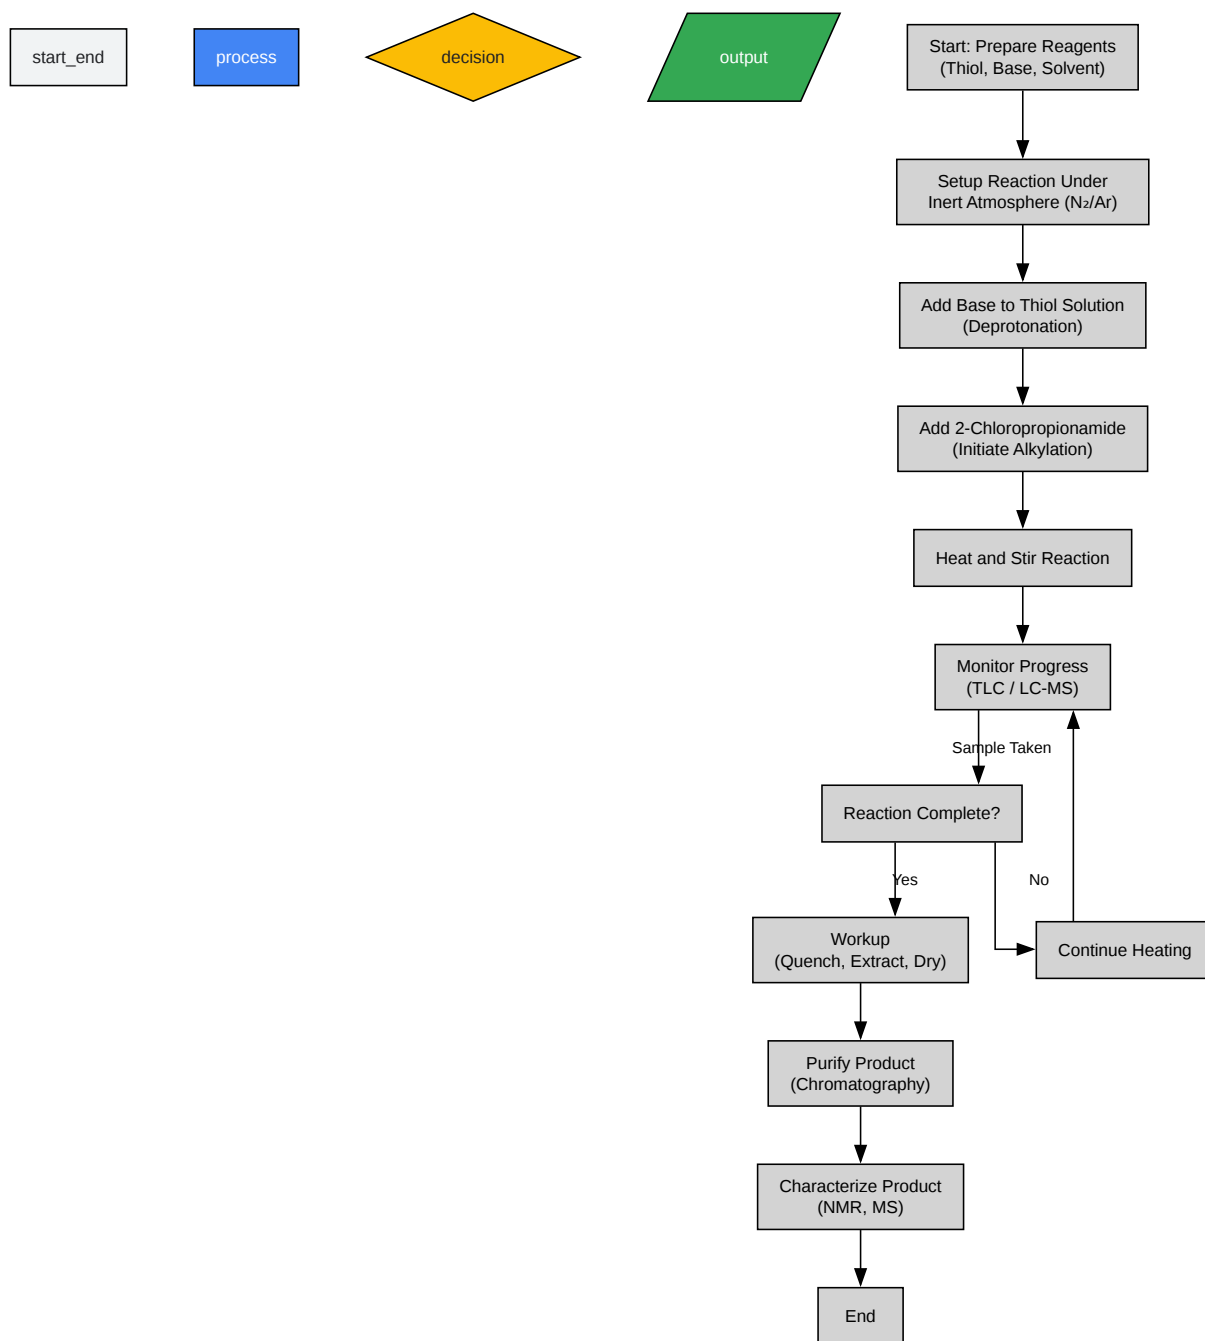 start_end
process
decision
output
Start: Prepare Reagents
(Thiol, Base, Solvent)
Setup Reaction Under
Inert Atmosphere (N₂/Ar)
Add Base to Thiol Solution
(Deprotonation)
Add 2-Chloropropionamide
(Initiate Alkylation)
Heat and Stir Reaction
Monitor Progress
(TLC / LC-MS)
Sample Taken
Reaction Complete?
Yes
No
Workup
(Quench, Extract, Dry)
Continue Heating
Purify Product
(Chromatography)
Characterize Product
(NMR, MS)
End